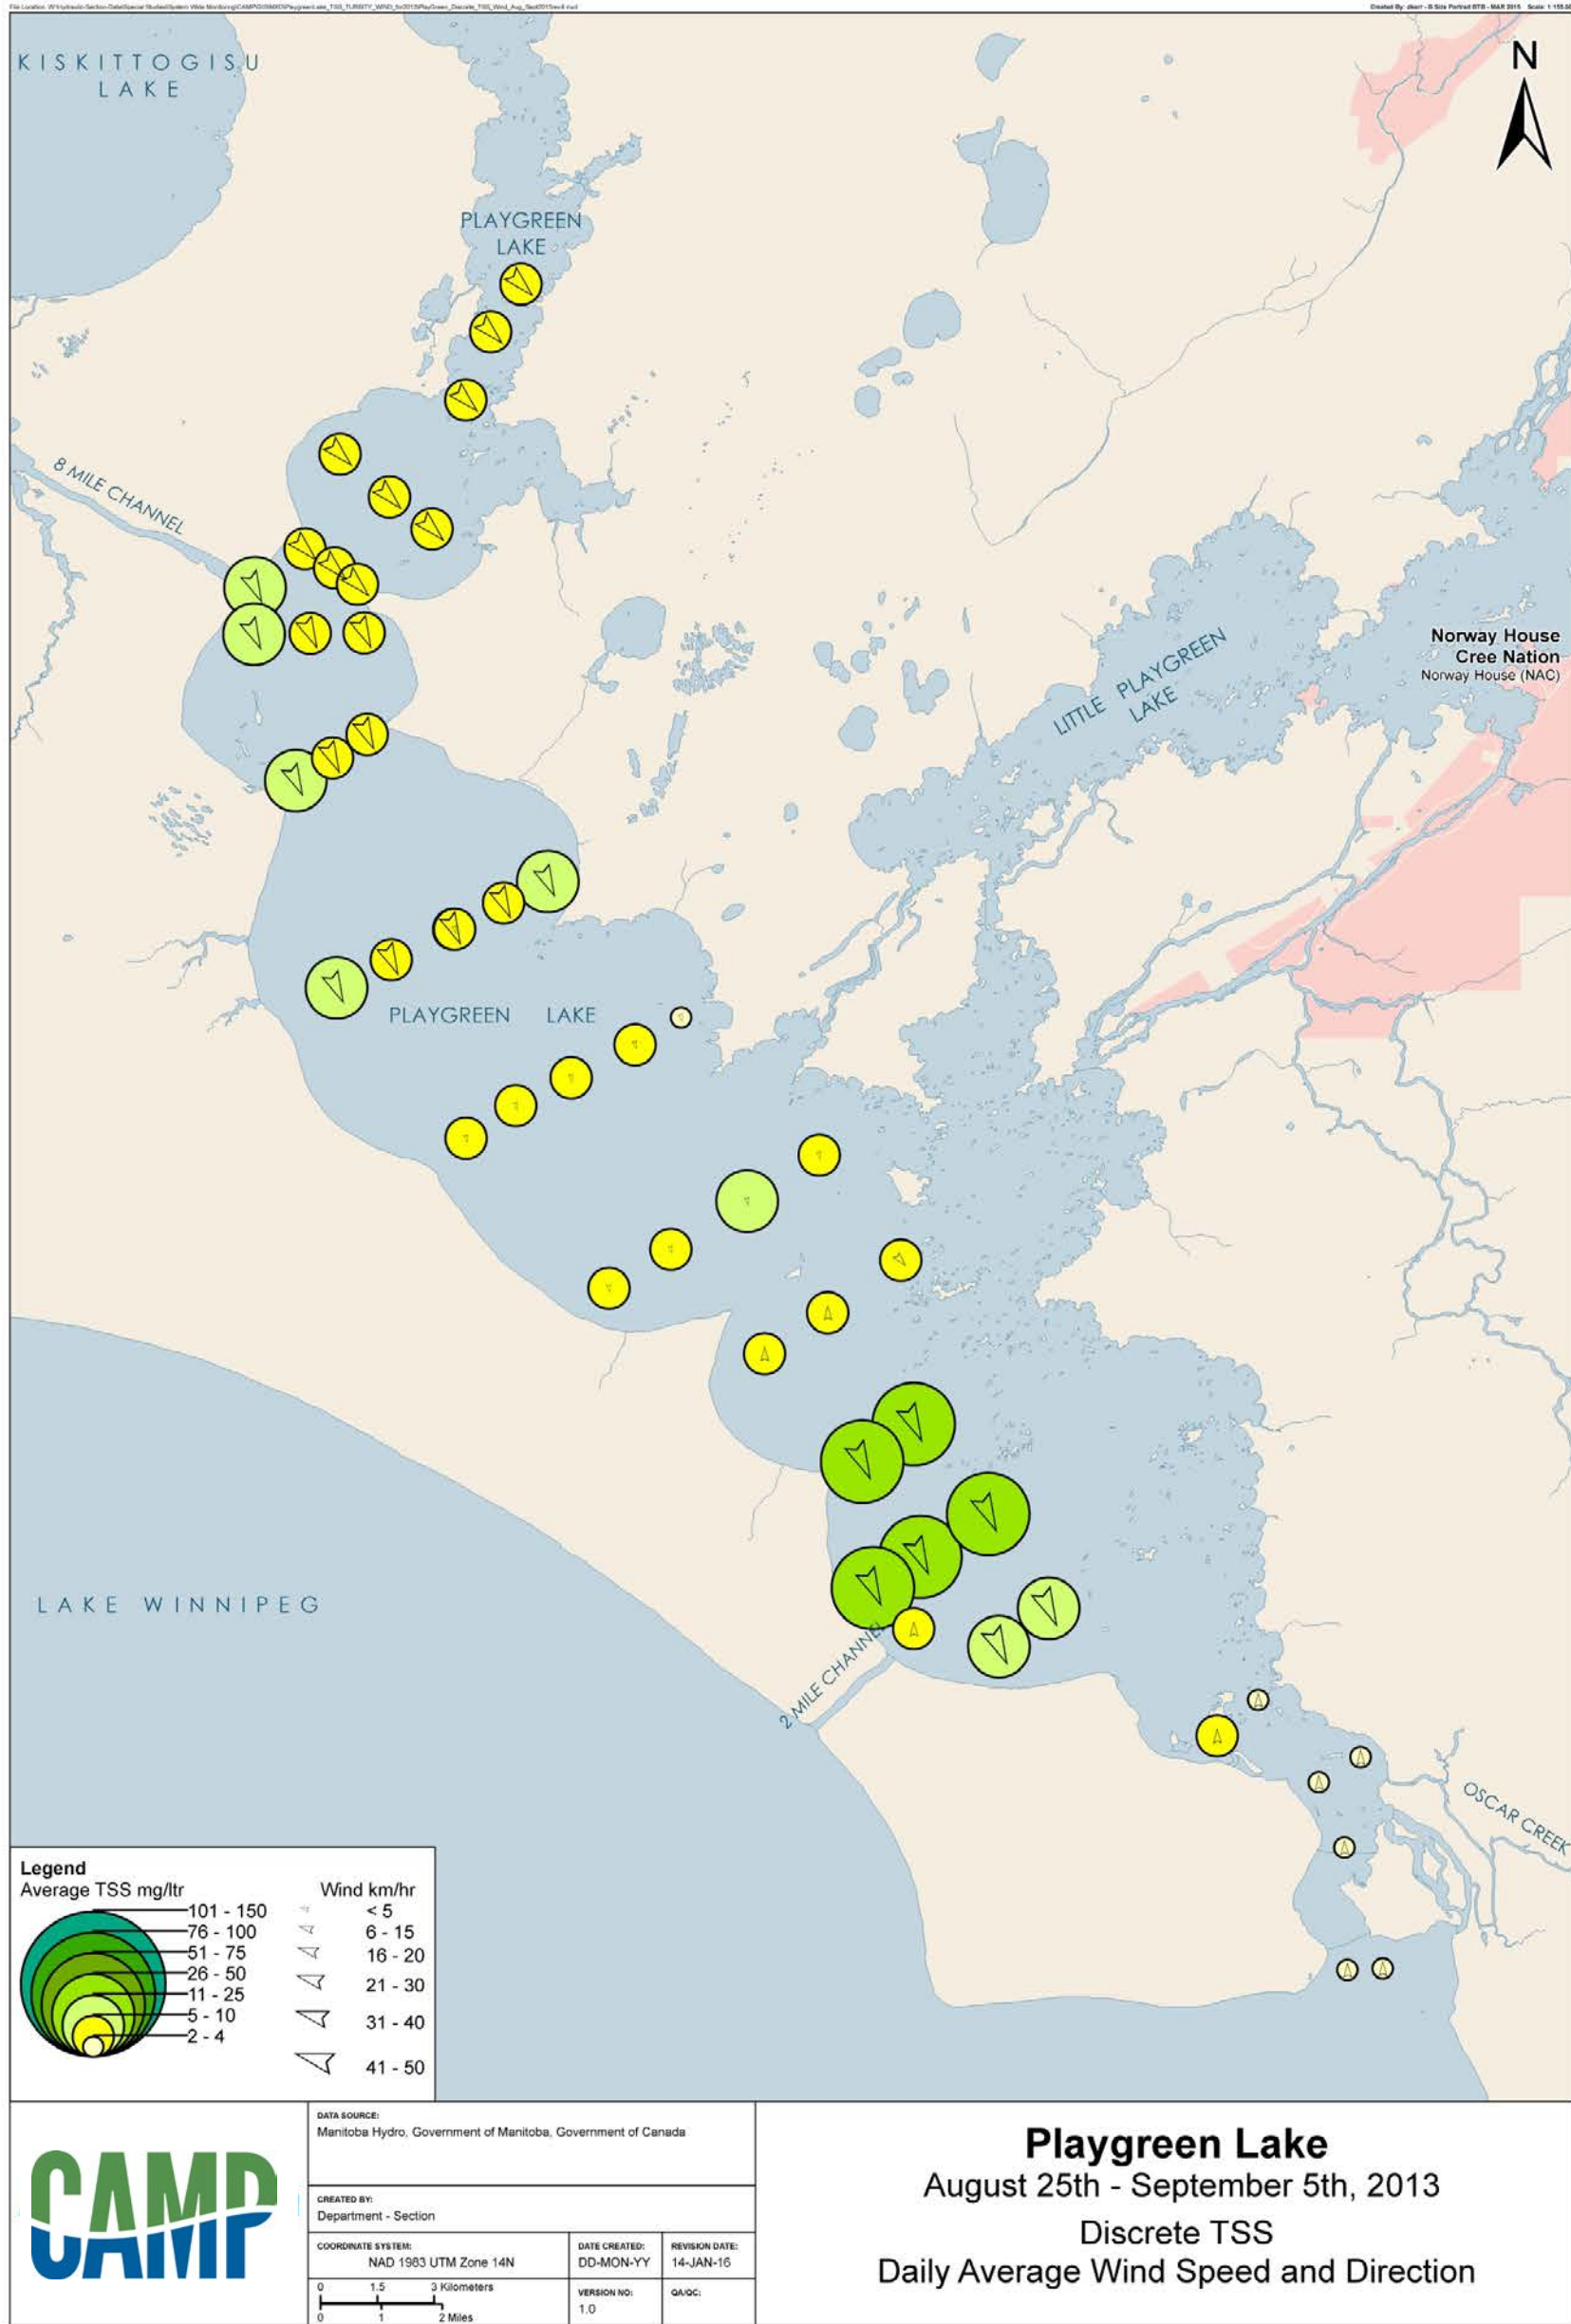 KISKITTOGISU
LAKE
N
PLAYGREEN
LAKE
8 MILE CHANNEL
LITTLE PLAYGREEN
LAKE
Norway House
Cree Nation
Norway House (NAC)
PLAYGREEN LAKE
LAKE WINNIPEG
2 MILE CHANNEL
OSCAR CREEK
Legend
Average TSS mg/ltr
101 - 150
76 - 100
51 - 75
26 - 50
11 - 25
5 - 10
2 - 4
Wind km/hr
< 5
6 - 15
16 - 20
21 - 30
31 - 40
41 - 50
CAMP
DATA SOURCE:
Manitoba Hydro, Government of Manitoba, Government of Canada
CREATED BY:
Department - Section
COORDINATE SYSTEM:
NAD 1983 UTM Zone 14N
DATE CREATED:
DD-MON-YY
REVISION DATE:
14-JAN-16
0 1.5 3 Kilometers
0 1 2 Miles
VERSION NO:
1.0
QA/QC:
Playgreen Lake
August 25th - September 5th, 2013
Discrete TSS
Daily Average Wind Speed and Direction